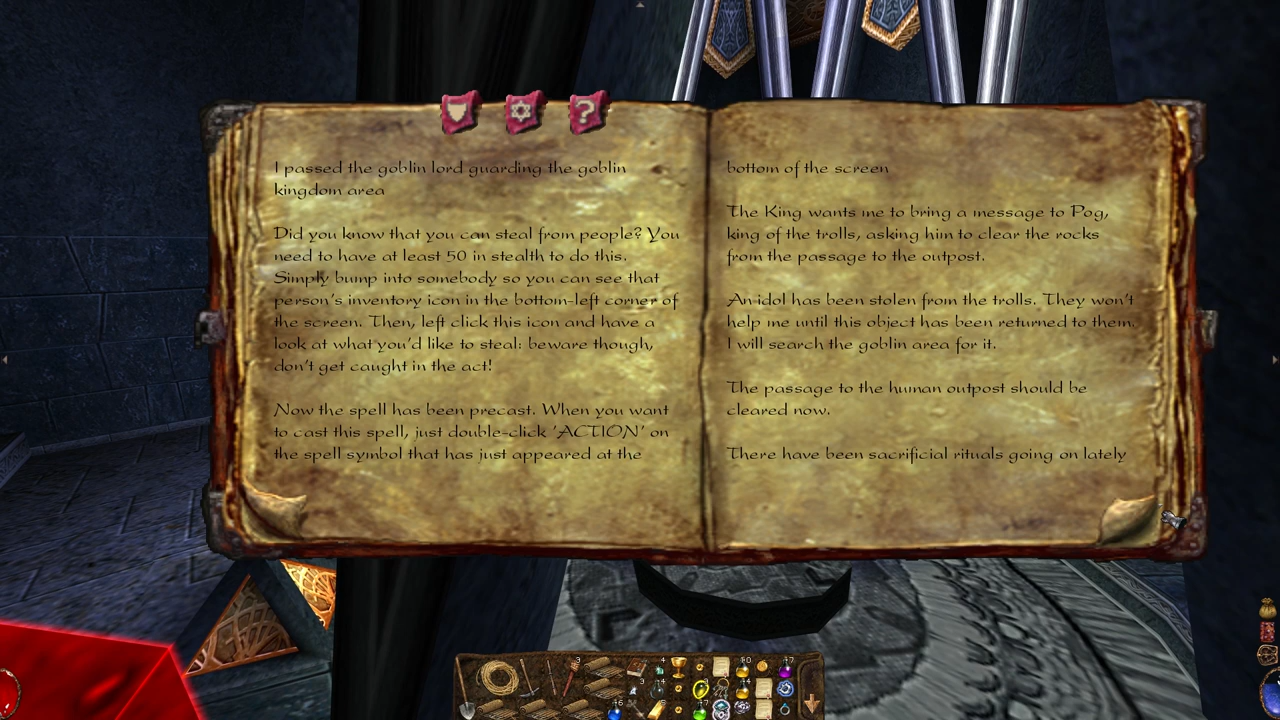 I passed the goblin lord guarding the goblin
kingdom area
Did you know that you can steal from people? You
need to have at least 50 in stealth to do this.
Simply bump into somebody so you can see that
person's inventory icon in the bottom-left corner of
the screen. Then, left click this icon and have a
look at what you'd like to steal: beware though,
don't get caught in the act!
Now the spell has been precast. When you want
to cast this spell, just double-click 'ACTION' on
the spell symbol that has just appeared at the
bottom of the screen
The King wants me to bring a message to Pog,
king of the trolls, asking him to clear the rocks
from the passage to the outpost.
An idol has been stolen from the trolls. They won't
help me until this object has been returned to them.
I will search the goblin area for it.
The passage to the human outpost should be
cleared now.
There have been sacrificial rituals going on lately